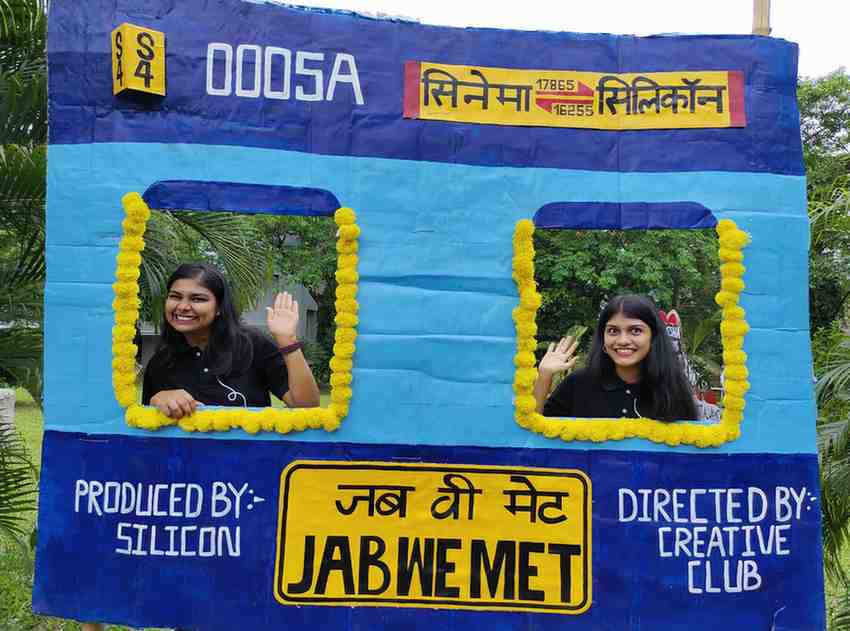 S4
S4
0005A
सिनेमा 17865 सिलिकॉन
16255
PRODUCED BY:-
SILICON
जब वी मेट
JAB WE MET
DIRECTED BY:-
CREATIVE
CLUB